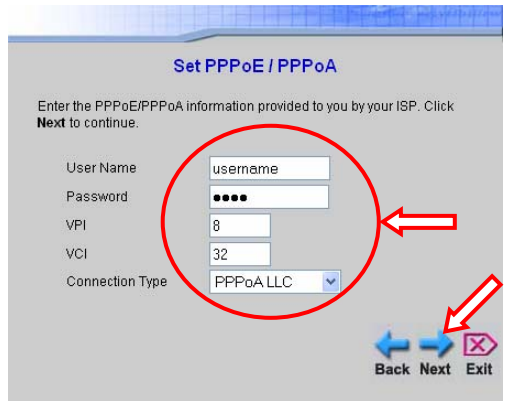 Set PPPoE / PPPoA
Enter the PPPoE/PPPoA information provided to you by your ISP. Click
Next to continue.
User Name username
Password ●●●●
VPI 8
VCI 32
Connection Type PPPoA LLC
Back Next Exit